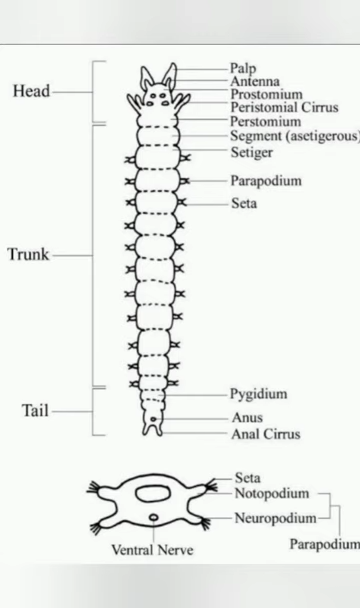 Palp
Antenna
Head
Prostomium
Peristomial Cirrus
Perstomium
Segment (asetigerous)
Setiger
Parapodium
Seta
Trunk
Pygidium
Tail
Anus
Anal Cirrus
Seta
Notopodium
Neuropodium
Parapodium
Ventral Nerve